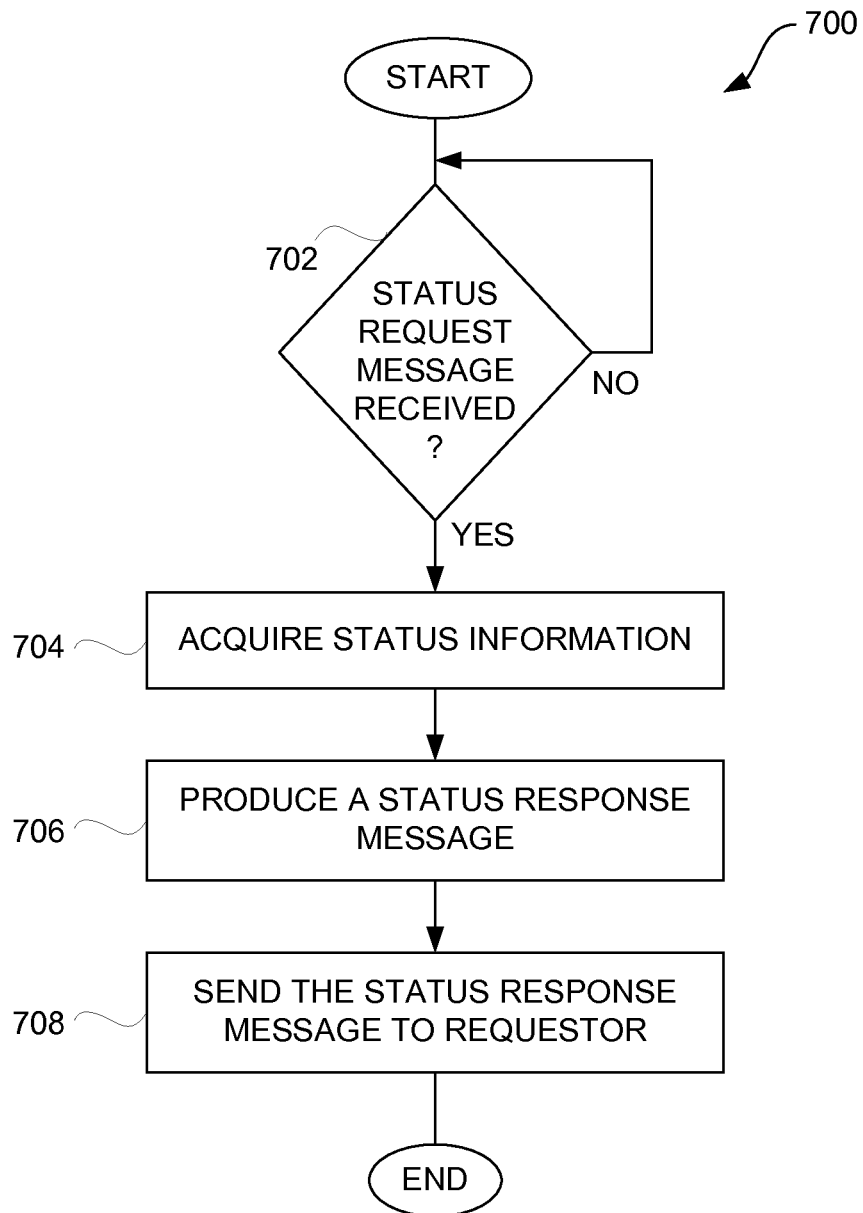 700
START
702
STATUS
REQUEST
MESSAGE
RECEIVED
?
NO
YES
704
ACQUIRE STATUS INFORMATION
706
PRODUCE A STATUS RESPONSE
MESSAGE
708
SEND THE STATUS RESPONSE
MESSAGE TO REQUESTOR
END